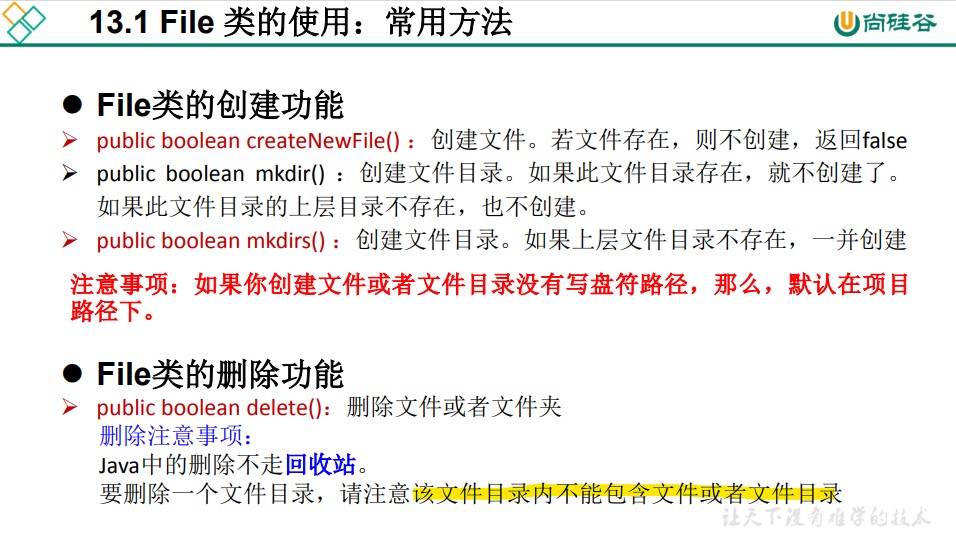 13.1 File 类的使用：常用方法
尚硅谷
File类的创建功能
public boolean createNewFile() ：创建文件。若文件存在，则不创建，返回false
public boolean mkdir() ：创建文件目录。如果此文件目录存在，就不创建了。
如果此文件目录的上层目录不存在，也不创建。
public boolean mkdirs() ：创建文件目录。如果上层文件目录不存在，一并创建
注意事项：如果你创建文件或者文件目录没有写盘符路径，那么，默认在项目
路径下。
File类的删除功能
public boolean delete()：删除文件或者文件夹
删除注意事项：
Java中的删除不走回收站。
要删除一个文件目录，请注意该文件目录内不能包含文件或者文件目录
让天下没有难学的技术